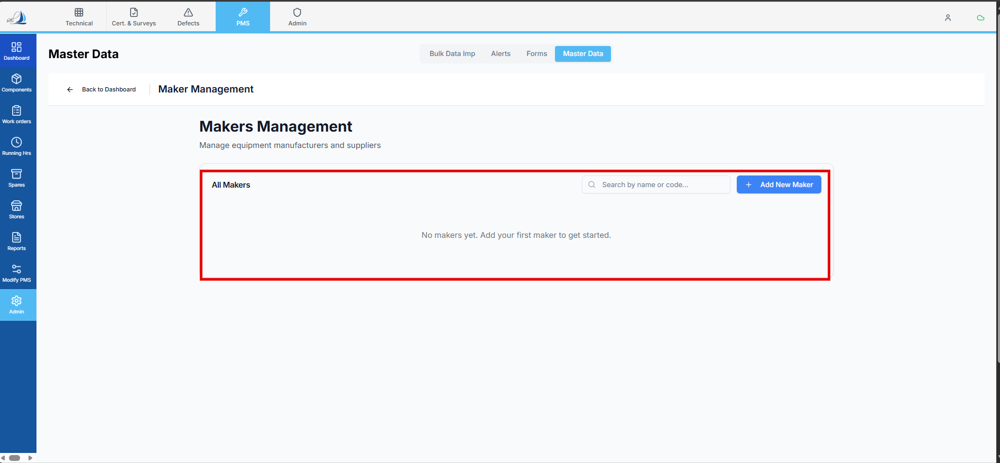 Technical
Cert. & Surveys
Defects
PMS
Admin
Dashboard
Components
Work orders
Running Hrs
Spares
Stores
Reports
Modify PMS
Admin
Master Data
Bulk Data Imp
Alerts
Forms
Master Data
Back to Dashboard
Maker Management
Makers Management
Manage equipment manufacturers and suppliers
All Makers
Search by name or code...
Add New Maker
No makers yet. Add your first maker to get started.